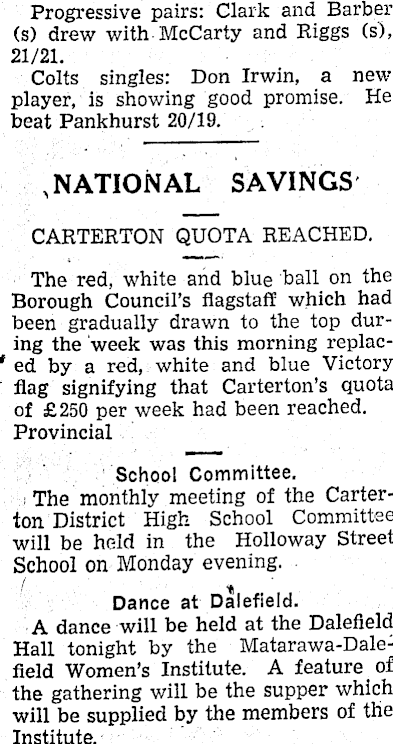 Progressive pairs: Clark and Barber
(s) drew with McCarty and Riggs (s),
21/21.
Colts singles: Don Irwin, a new
player, is showing good promise. He
beat Pankhurst 20/19.
NATIONAL SAVINGS
CARTERTON QUOTA REACHED.
The red, white and blue ball on the
Borough Council's flagstaff which had
been gradually drawn to the top dur-
ing the week was this morning replac-
ed by a red, white and blue Victory
flag signifying that Carterton's quota
of £250 per week had been reached.
Provincial
School Committee.
The monthly meeting of the Carter-
ton District High School Committee
will be held in the Holloway Street
School on Monday evening.
Dance at Dalefield.
A dance will be held at the Dalefield
Hall tonight by the Matarawa-Dale-
field Women's Institute. A feature of
the gathering will be the supper which
will be supplied by the members of the
Institute.